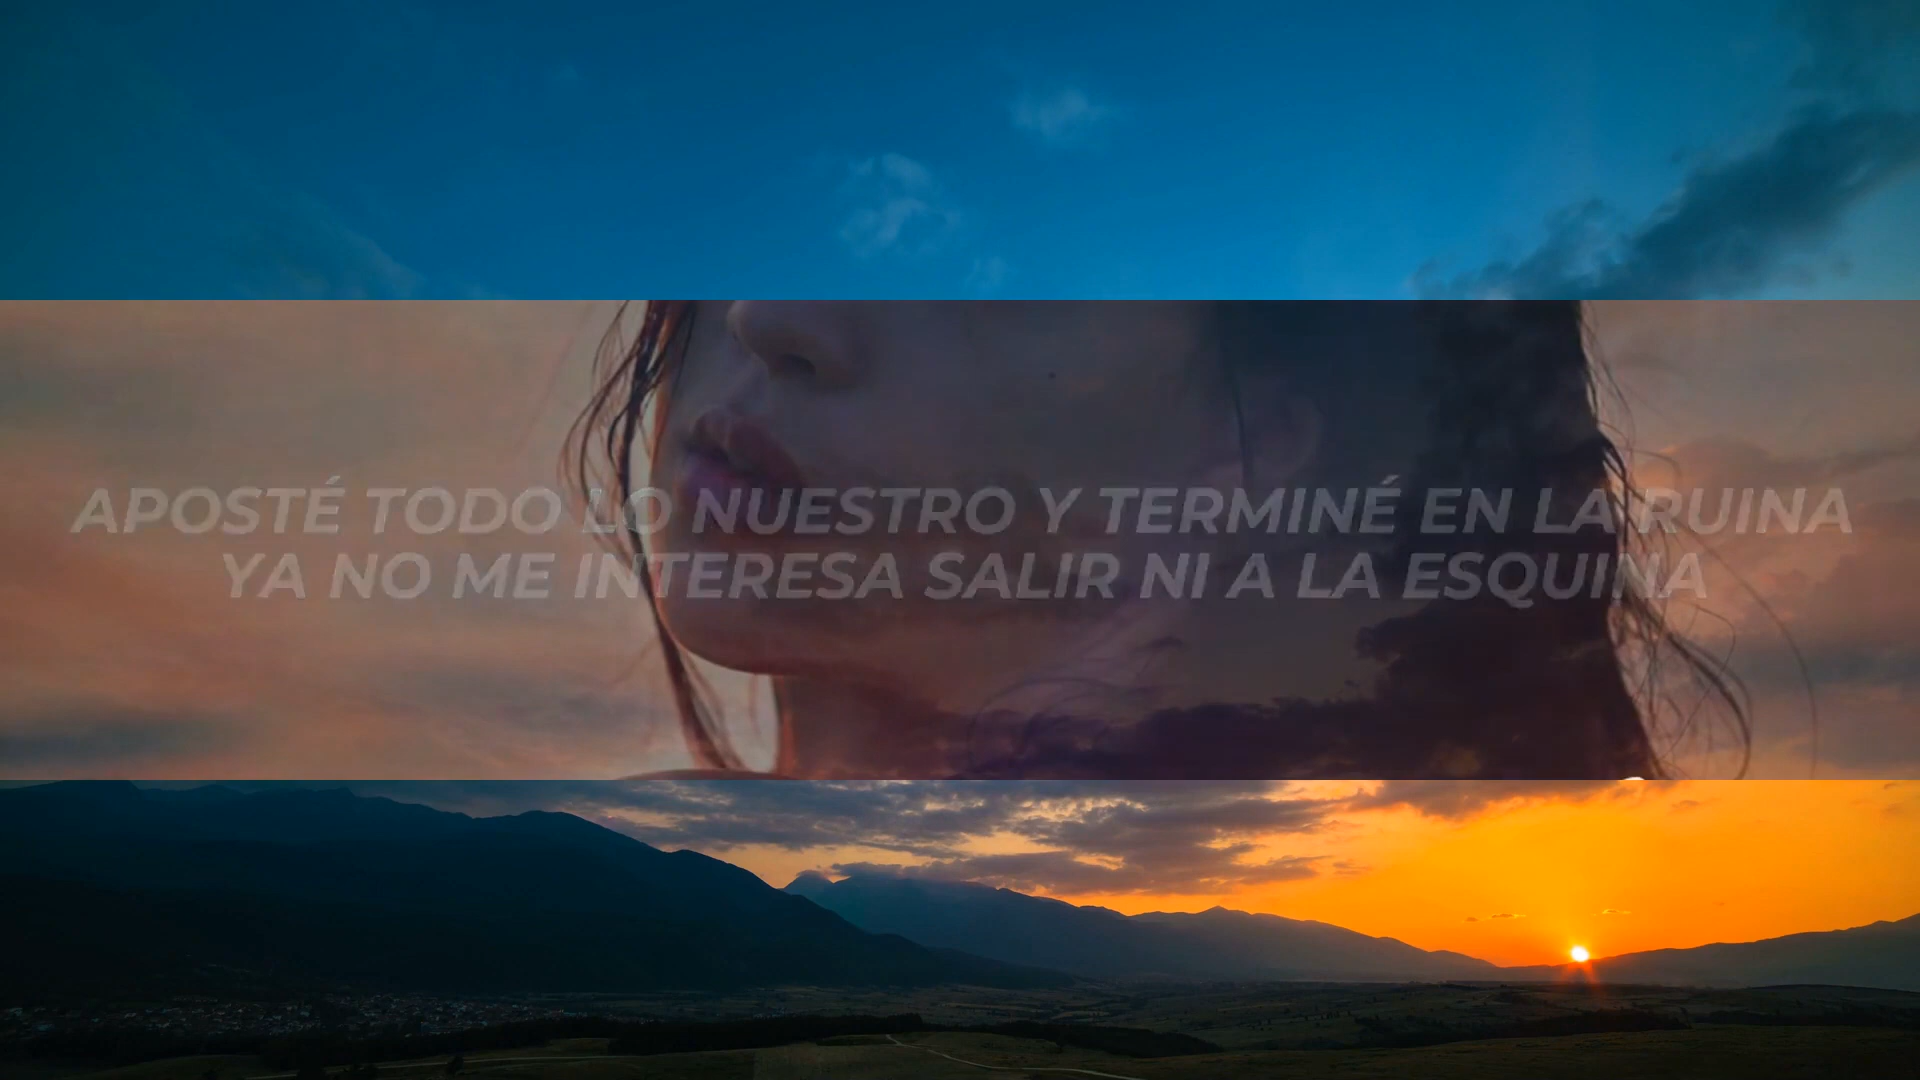 APOSTÉ TODO LO NUESTRO Y TERMINÉ EN LA RUINA
YA NO ME INTERESA SALIR NI A LA ESQUINA